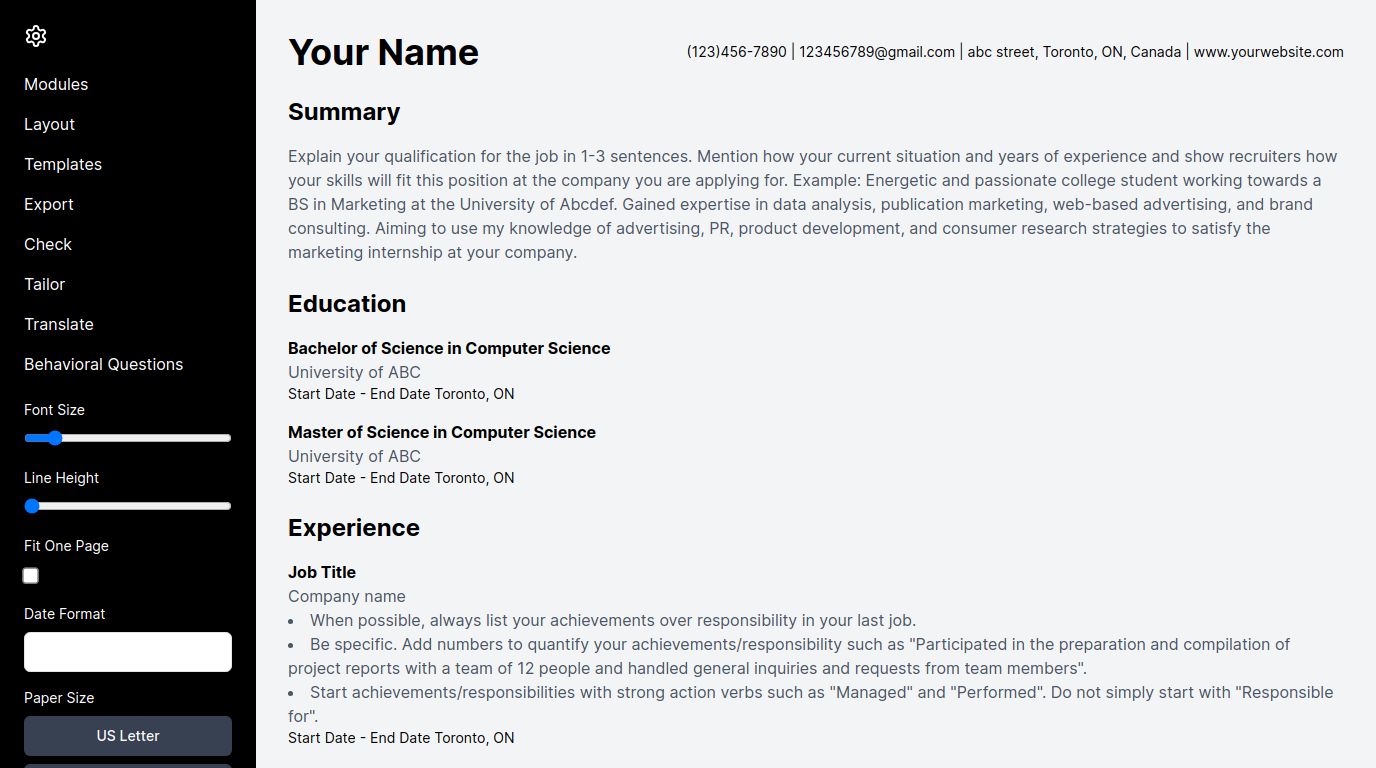 Modules
Layout
Templates
Export
Check
Tailor
Translate
Behavioral Questions
Font Size
Line Height
Fit One Page
Date Format
Paper Size
US Letter
Your Name
(123)456-7890 | 123456789@gmail.com | abc street, Toronto, ON, Canada | www.yourwebsite.com
Summary
Explain your qualification for the job in 1-3 sentences. Mention how your current situation and years of experience and show recruiters how
your skills will fit this position at the company you are applying for. Example: Energetic and passionate college student working towards a
BS in Marketing at the University of Abcdef. Gained expertise in data analysis, publication marketing, web-based advertising, and brand
consulting. Aiming to use my knowledge of advertising, PR, product development, and consumer research strategies to satisfy the
marketing internship at your company.
Education
Bachelor of Science in Computer Science
University of ABC
Start Date - End Date Toronto, ON
Master of Science in Computer Science
University of ABC
Start Date - End Date Toronto, ON
Experience
Job Title
Company name
• When possible, always list your achievements over responsibility in your last job.
• Be specific. Add numbers to quantify your achievements/responsibility such as "Participated in the preparation and compilation of
project reports with a team of 12 people and handled general inquiries and requests from team members".
• Start achievements/responsibilities with strong action verbs such as "Managed" and "Performed". Do not simply start with "Responsible
for".
Start Date - End Date Toronto, ON